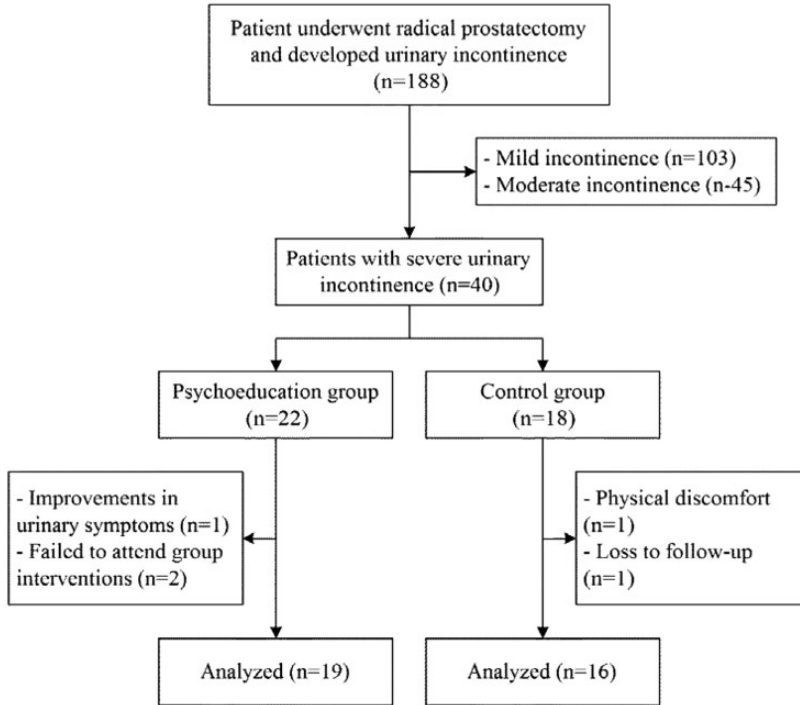 Patient underwent radical prostatectomy
and developed urinary incontinence
(n=188)
- Mild incontinence (n=103)
- Moderate incontinence (n-45)
Patients with severe urinary
incontinence (n=40)
Psychoeducation group
(n=22)
Control group
(n=18)
- Improvements in
urinary symptoms (n=1)
- Failed to attend group
interventions (n=2)
- Physical discomfort
(n=1)
- Loss to follow-up
(n=1)
Analyzed (n=19)
Analyzed (n=16)